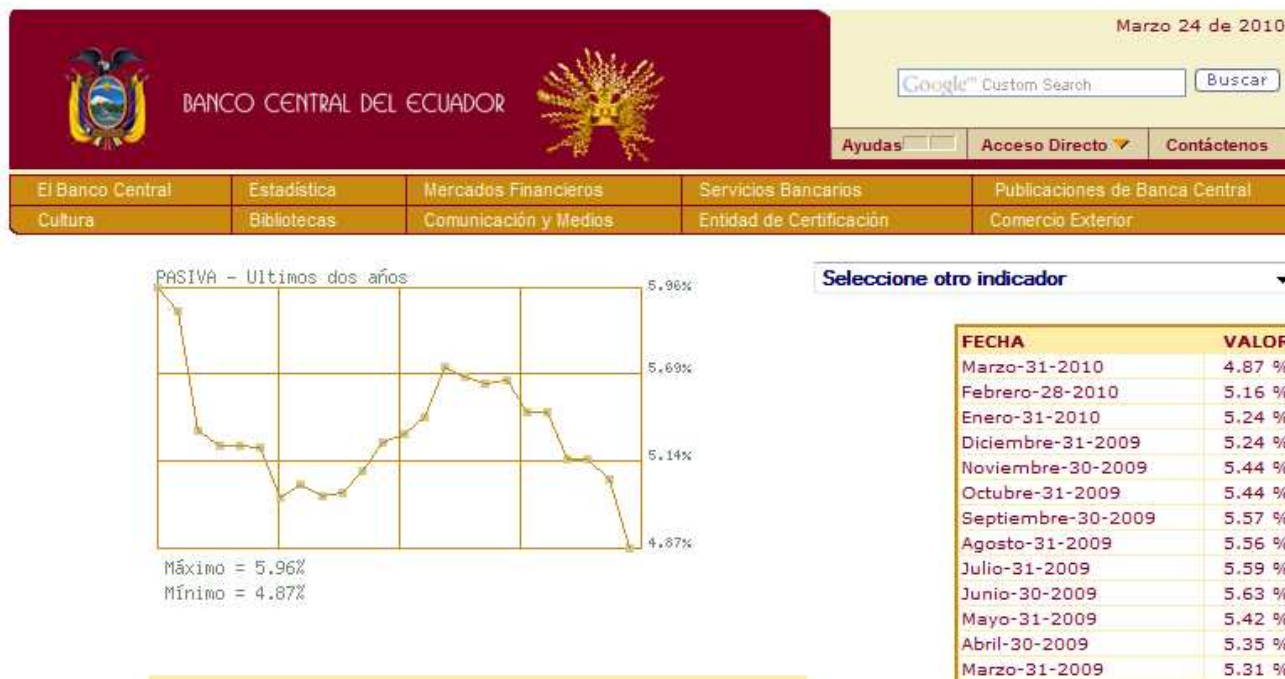 Marzo 24 de 2010
BANCO CENTRAL DEL ECUADOR
Google™ Custom Search
Buscar
Ayudas
Acceso Directo
Contáctenos
El Banco Central
Estadística
Mercados Financieros
Servicios Bancarios
Publicaciones de Banca Central
Cultura
Bibliotecas
Comunicación y Medios
Entidad de Certificación
Comercio Exterior
PASIVA - Ultimos dos años
5.96%
5.69%
5.14%
4.87%
Máximo = 5.96%
Mínimo = 4.87%
Seleccione otro indicador
FECHA VALOR
Marzo-31-2010 4.87 %
Febrero-28-2010 5.16 %
Enero-31-2010 5.24 %
Diciembre-31-2009 5.24 %
Noviembre-30-2009 5.44 %
Octubre-31-2009 5.44 %
Septiembre-30-2009 5.57 %
Agosto-31-2009 5.56 %
Julio-31-2009 5.59 %
Junio-30-2009 5.63 %
Mayo-31-2009 5.42 %
Abril-30-2009 5.35 %
Marzo-31-2009 5.31 %